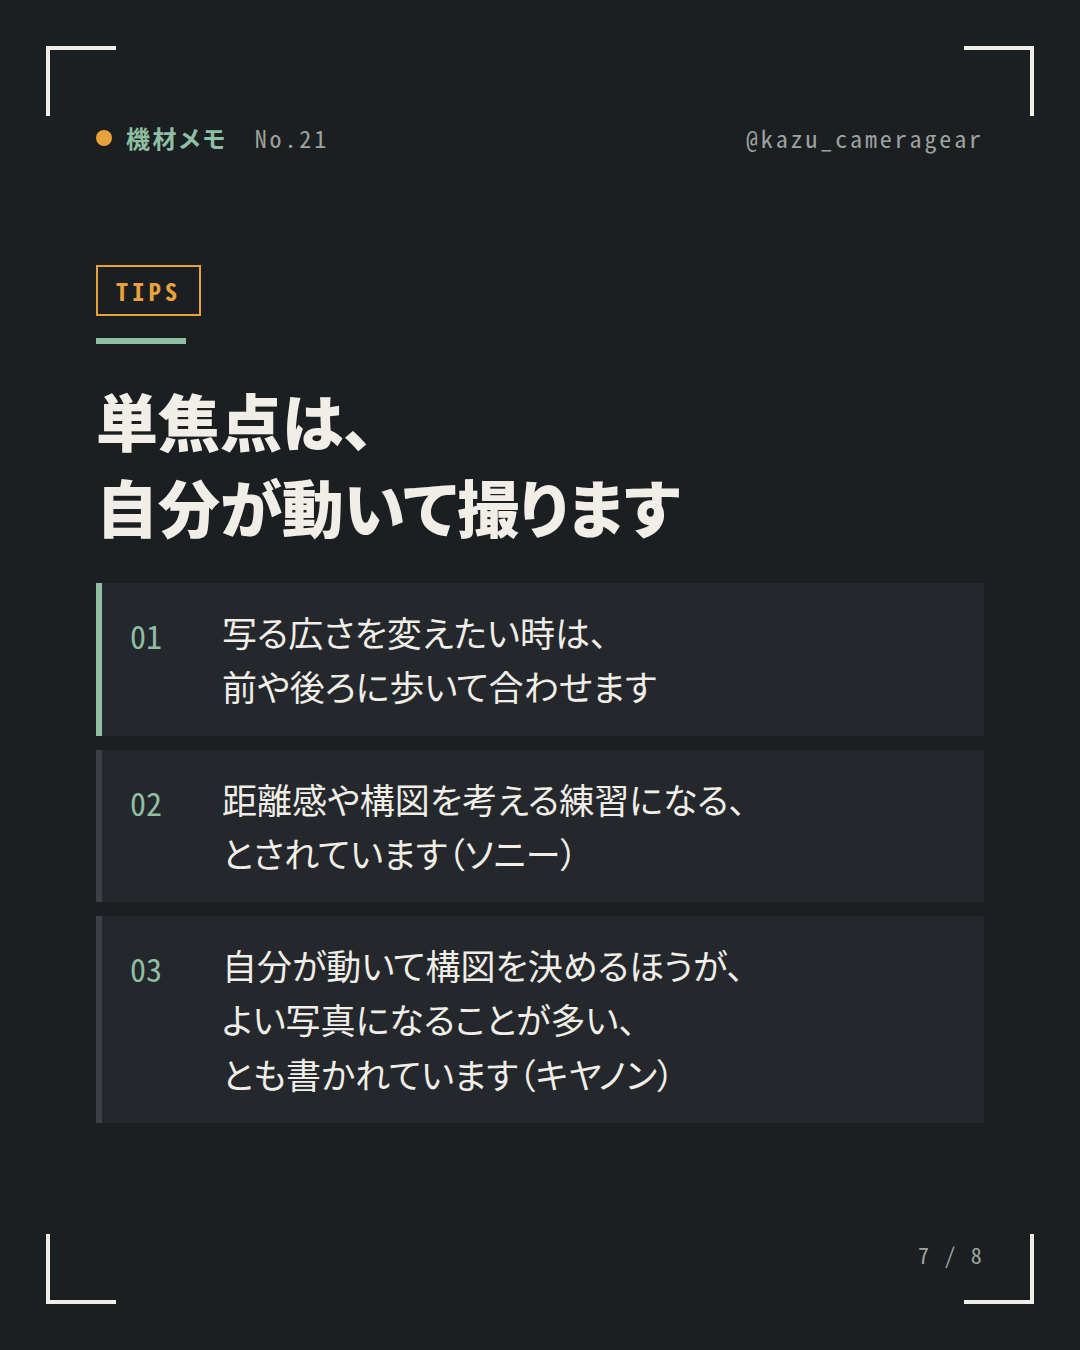 機材メモ No.21
@kazu_cameragear
TIPS
単焦点は、
自分が動いて撮ります
01 写る広さを変えたい時は、
前や後ろに歩いて合わせます
02 距離感や構図を考える練習になる、
とされています（ソニー）
03 自分が動いて構図を決めるほうが、
よい写真になることが多い、
とも書かれています（キヤノン）
7 / 8